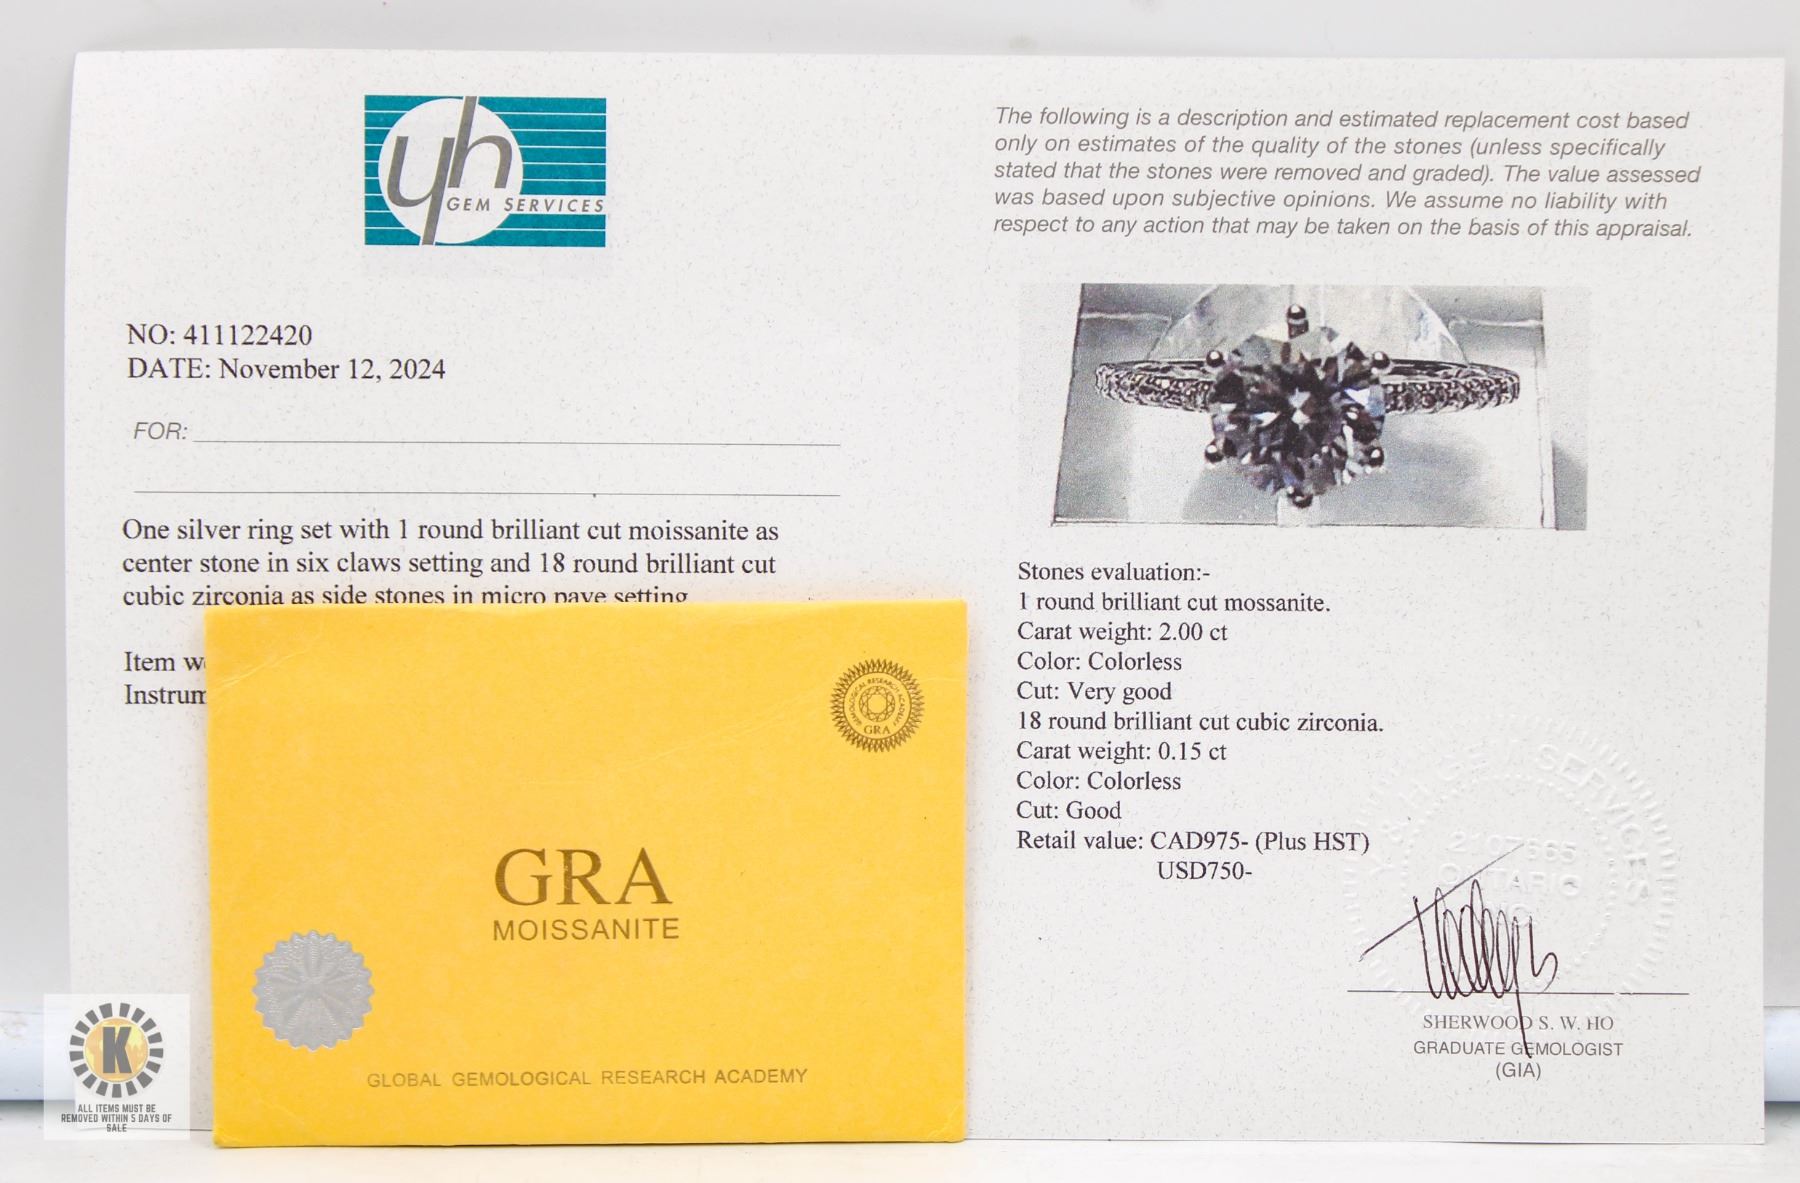 yh
GEM SERVICES
NO: 411122420
DATE: November 12, 2024
FOR:
One silver ring set with 1 round brilliant cut moissanite as
center stone in six claws setting and 18 round brilliant cut
cubic zirconia as side stones in micro pave setting
Item
The following is a description and estimated replacement cost based
only on estimates of the quality of the stones (unless specifically
stated that the stones were removed and graded). The value assessed
was based upon subjective opinions. We assume no liability with
respect to any action that may be taken on the basis of this appraisal.
Stones evaluation:-
1 round brilliant cut mossanite.
Carat weight: 2.00 ct
Color: Colorless
Cut: Very good
18 round brilliant cut cubic zirconia.
Carat weight: 0.15 ct
Color: Colorless
Cut: Good
Retail value: CAD975- (Plus HST)
USD750-
ONTARIO
SHERWOOD S. W. HO
GRADUATE GEMOLOGIST
(GIA)
GEMOLOGICAL RESEARCH ACADEMY
GRA
GRA
MOISSANITE
GLOBAL GEMOLOGICAL RESEARCH ACADEMY
K
ALL ITEMS MUST BE
REMOVED WITHIN 5 DAYS OF
SALE